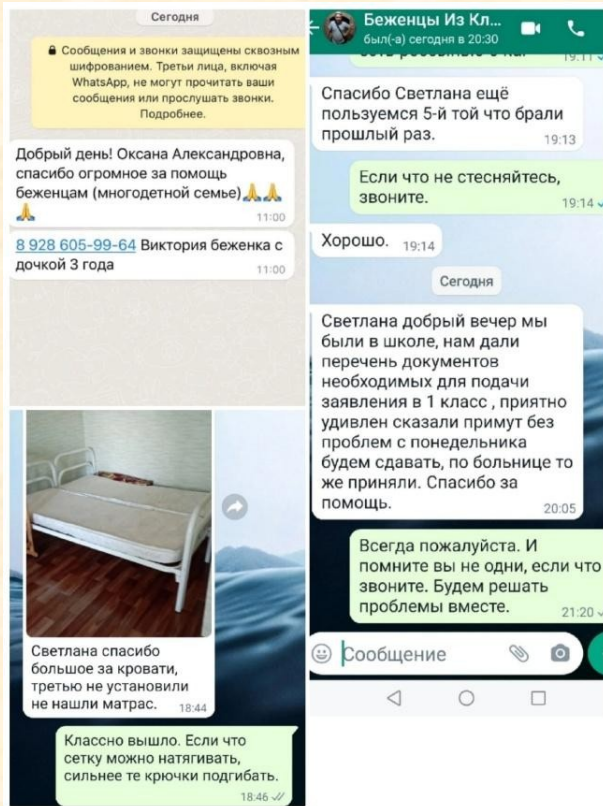 Сегодня
Сообщения и звонки защищены сквозным
шифрованием. Третьи лица, включая
WhatsApp, не могут прочитать ваши
сообщения или прослушать звонки.
Подробнее.
Добрый день! Оксана Александровна,
спасибо огромное за помощь
беженцам (многодетной семье)🙏🙏
🙏
11:00
8 928 605-99-64 Виктория беженка с
дочкой 3 года
11:00
Светлана спасибо
большое за кровати,
третью не установили
не нашли матрас. 18:44
Классно вышло. Если что
сетку можно натягивать,
сильнее те крючки подгибать.
18:46
Беженцы Из Кл...
был(-а) сегодня в 20:30
19:11
Спасибо Светлана ещё
пользуемся 5-й той что брали
прошлый раз.
19:13
Если что не стесняйтесь,
звоните.
19:14
Хорошо. 19:14
Сегодня
Светлана добрый вечер мы
были в школе, нам дали
перечень документов
необходимых для подачи
заявления в 1 класс , приятно
удивлен сказали примут без
проблем с понедельника
будем сдавать, по больнице то
же приняли. Спасибо за
помощь.
20:05
Всегда пожалуйста. И
помните вы не одни, если что
звоните. Будем решать
проблемы вместе.
21:20
Сообщение